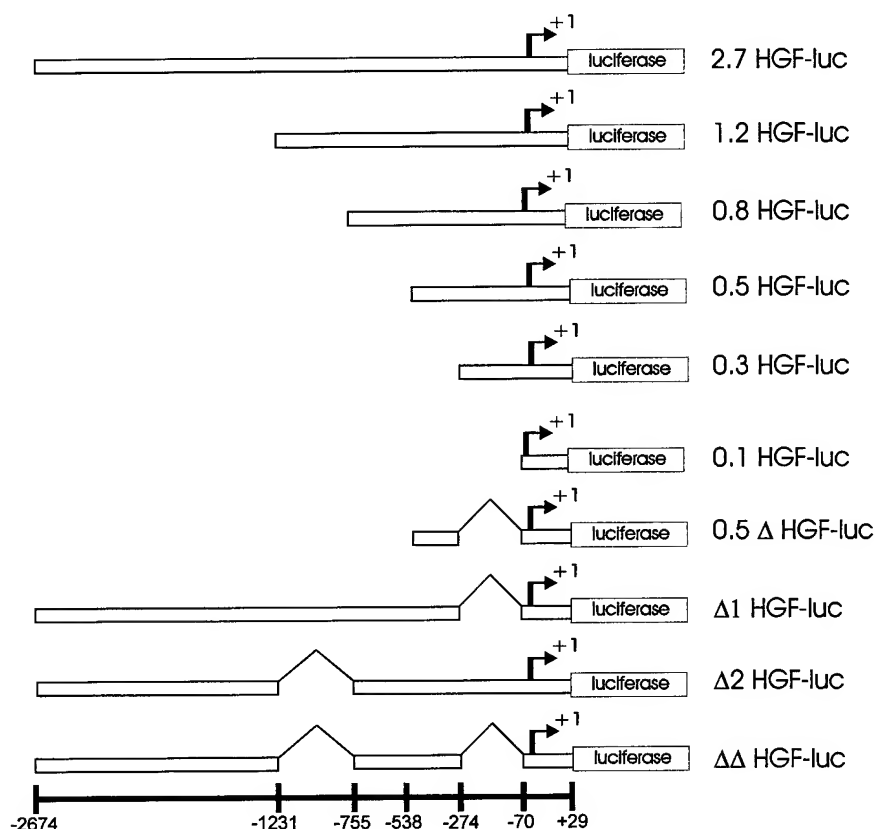 +1
luciferase 2.7 HGF-luc
+1
luciferase 1.2 HGF-luc
+1
luciferase 0.8 HGF-luc
+1
luciferase 0.5 HGF-luc
+1
luciferase 0.3 HGF-luc
+1
luciferase 0.1 HGF-luc
+1
luciferase 0.5 Δ HGF-luc
+1
luciferase Δ1 HGF-luc
+1
luciferase Δ2 HGF-luc
+1
luciferase ΔΔ HGF-luc
-2674 -1231 -755 -538 -274 -70 +29